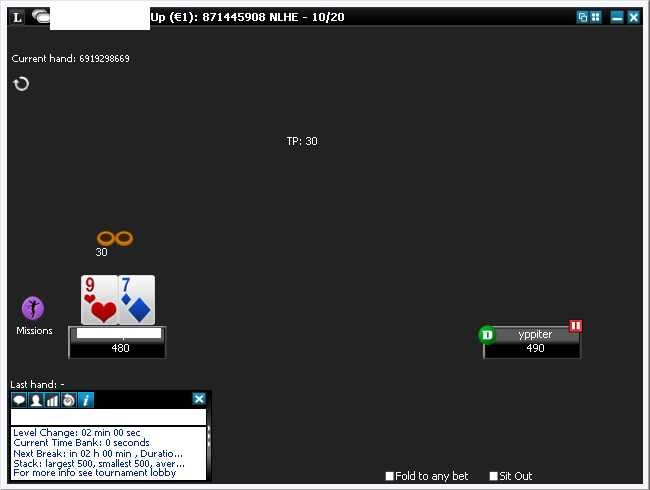 L
Up (€1): 871445908 NLHE - 10/20
Current hand: 6919298669
TP: 30
30
9 7
Missions
480
D yppiter
490
Last hand: -
i
Level Change: 02 min 00 sec
Current Time Bank: 0 seconds
Next Break: in 02 h 00 min , Duratio...
Stack: largest 500, smallest 500, aver...
For more info see tournament lobby
Fold to any bet Sit Out